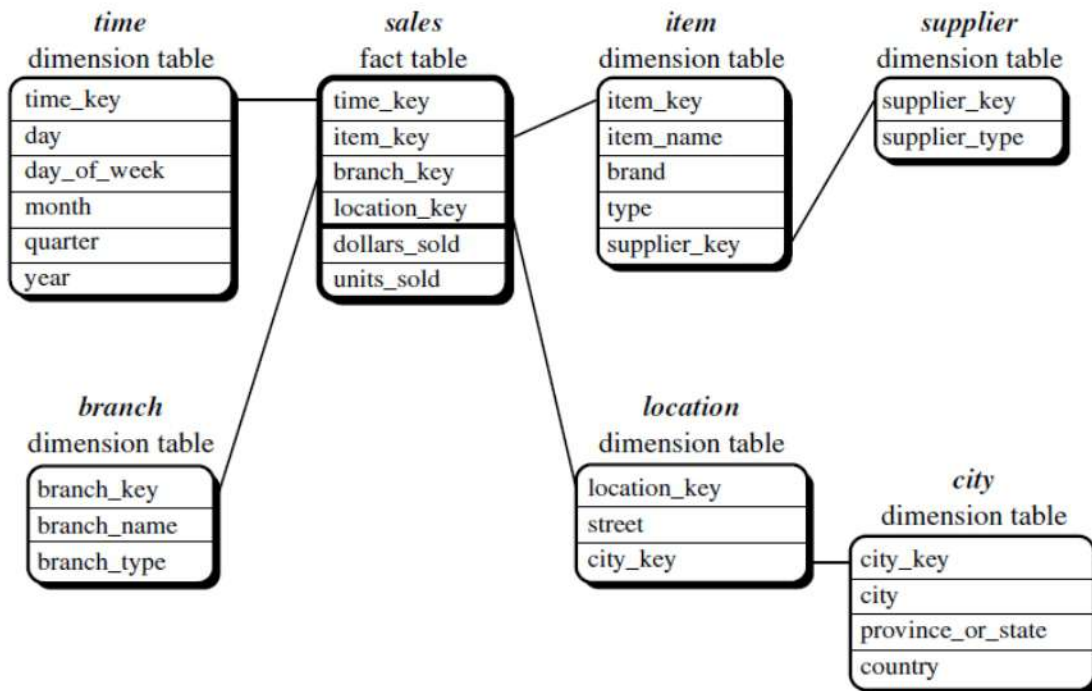 time
dimension table
time_key
day
day_of_week
month
quarter
year
sales
fact table
time_key
item_key
branch_key
location_key
dollars_sold
units_sold
item
dimension table
item_key
item_name
brand
type
supplier_key
supplier
dimension table
supplier_key
supplier_type
branch
dimension table
branch_key
branch_name
branch_type
location
dimension table
location_key
street
city_key
city
dimension table
city_key
city
province_or_state
country